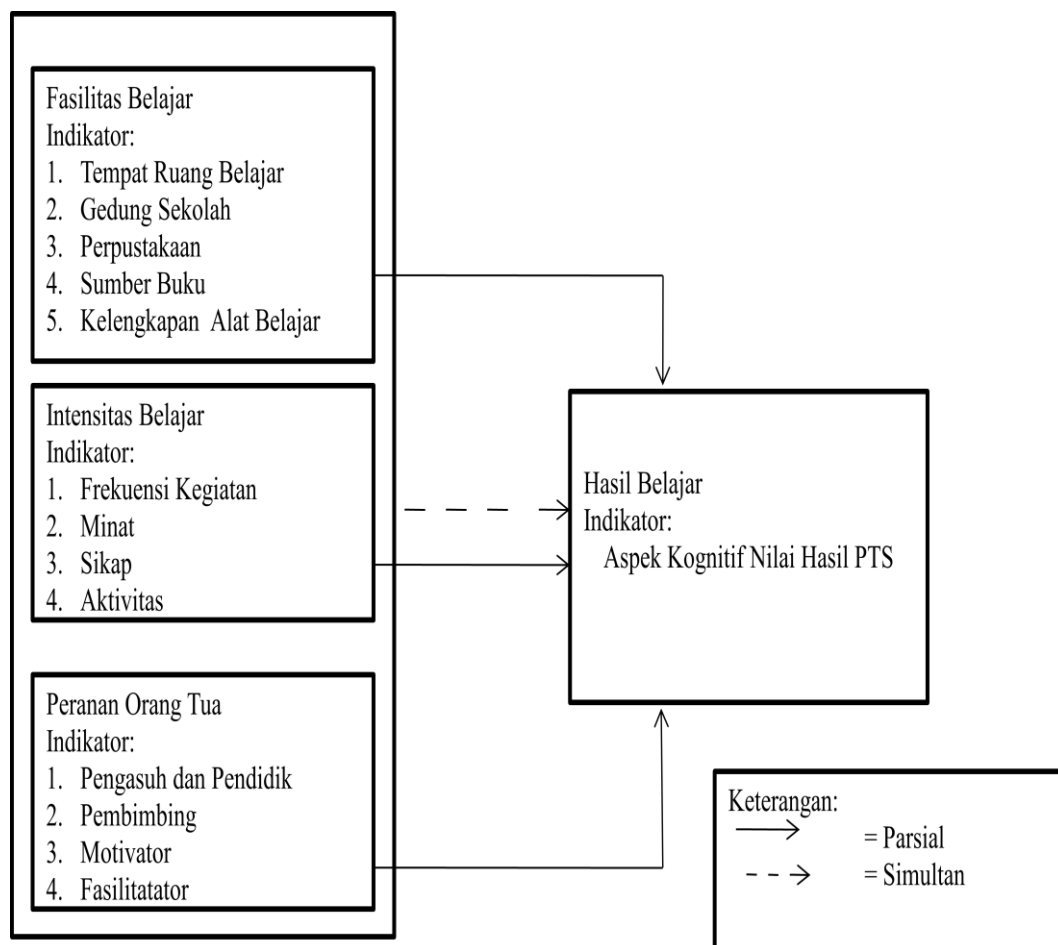 Fasilitas Belajar
Indikator:
1. Tempat Ruang Belajar
2. Gedung Sekolah
3. Perpustakaan
4. Sumber Buku
5. Kelengkapan Alat Belajar
Intensitas Belajar
Indikator:
1. Frekuensi Kegiatan
2. Minat
3. Sikap
4. Aktivitas
Peranan Orang Tua
Indikator:
1. Pengasuh dan Pendidik
2. Pembimbing
3. Motivator
4. Fasilitatator
Hasil Belajar
Indikator:
Aspek Kognitif Nilai Hasil PTS
Keterangan:
= Parsial
= Simultan